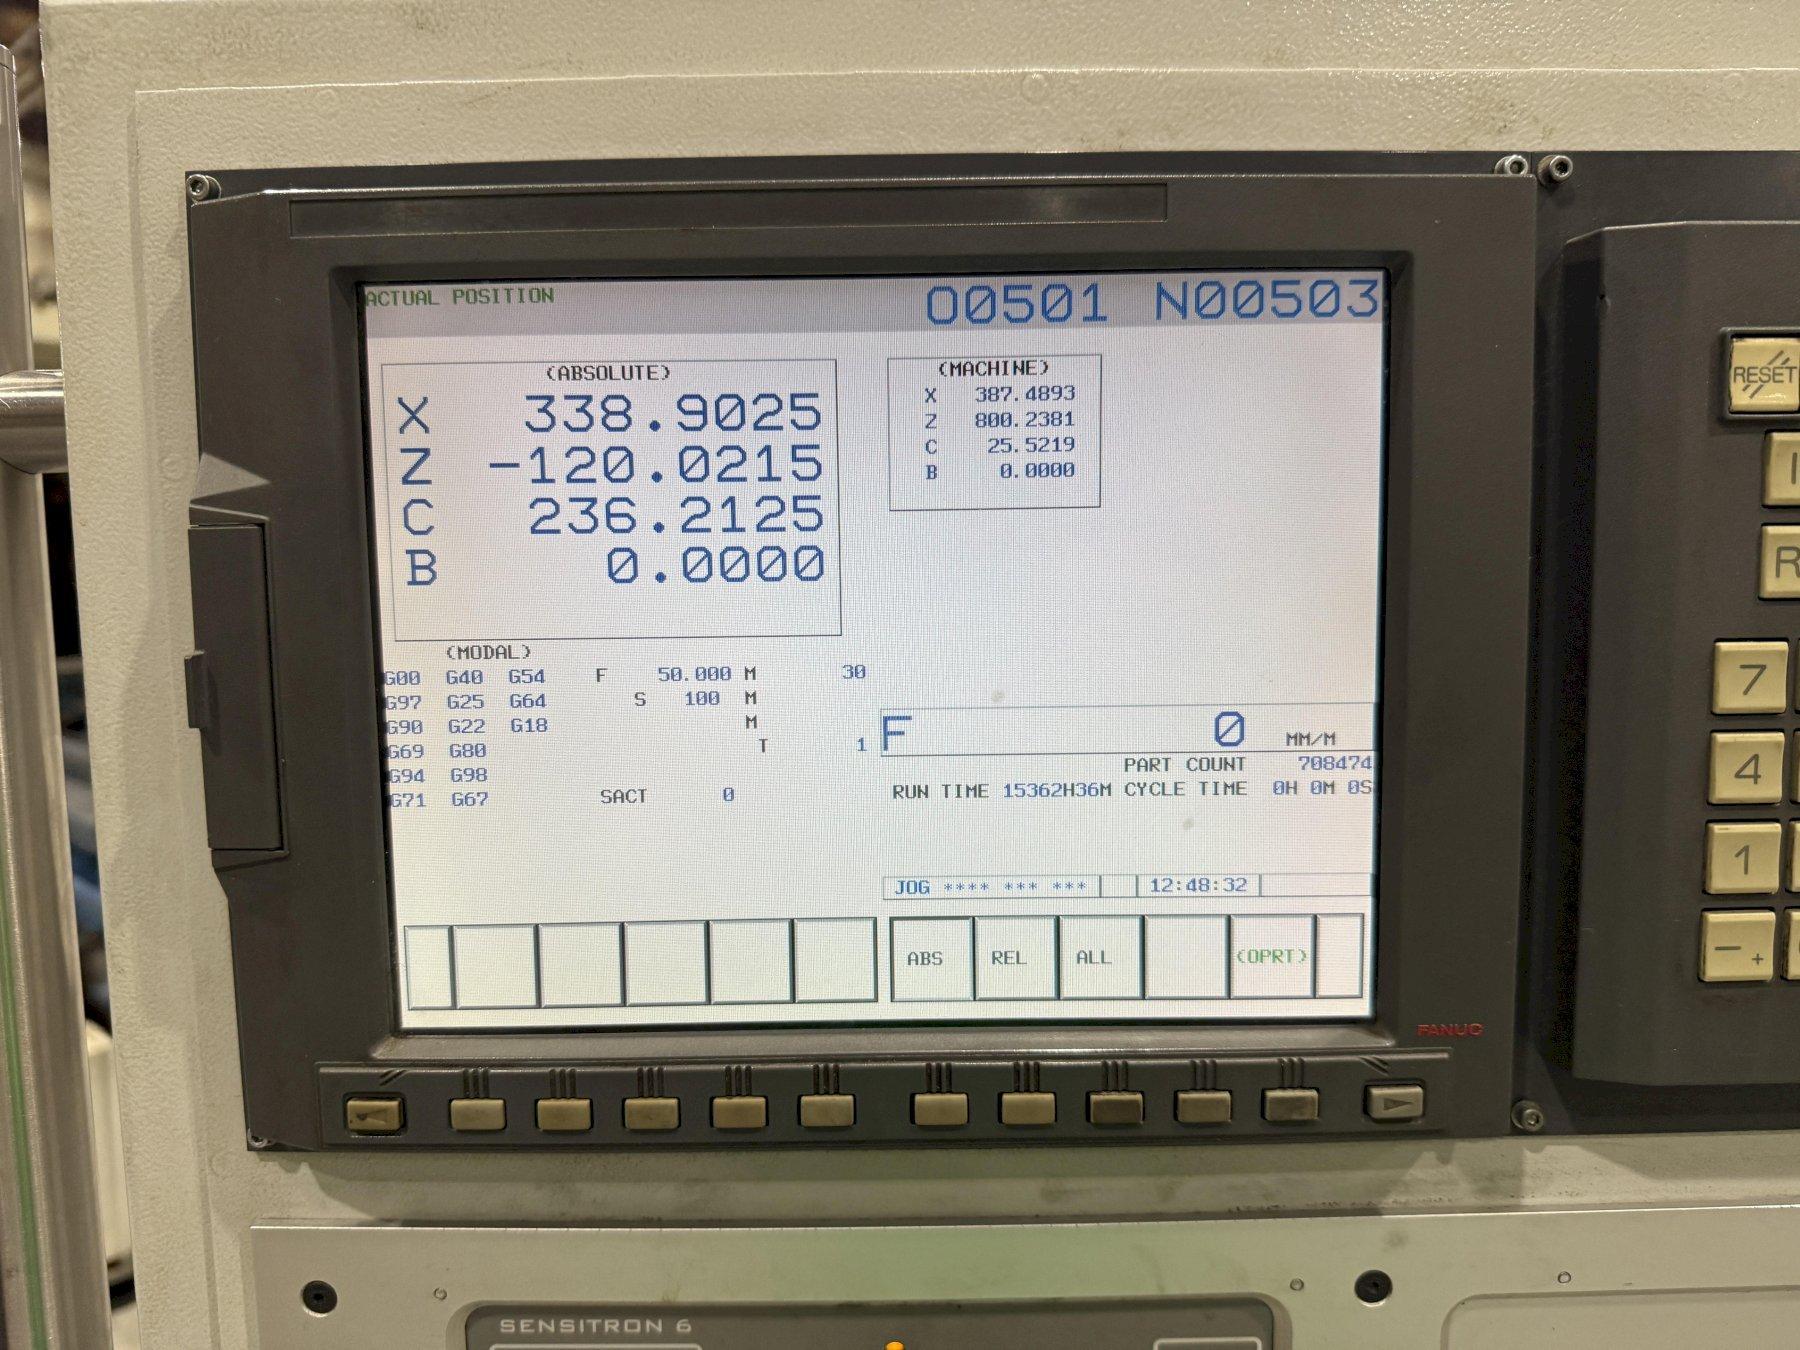 ACTUAL POSITION
O0501 N00503
(ABSOLUTE)
X 338.9025
Z -120.0215
C 236.2125
B 0.0000
(MACHINE)
X 387.4893
Z 800.2381
C 25.5219
B 0.0000
(MODAL)
G00 G40 G54 F 50.000 M 30
G97 G25 G64 S 100 M
G90 G22 G18 M
G69 G80 T 1
G94 G98
G71 G67 SACT 0
F 0 MM/M
PART COUNT 708474
RUN TIME 15362H36M CYCLE TIME 0H 0M 0S
JOG **** *** *** 12:48:32
ABS REL ALL (OPRT)
FANUC
RESET
R
7
4
1
- +
SENSITRON 6